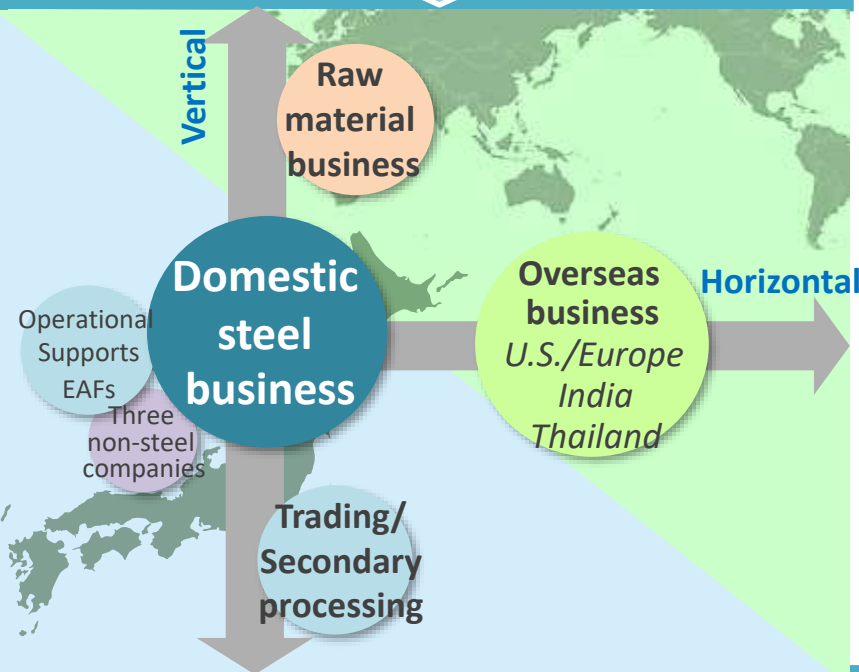 Vertical
Raw
material
business
Domestic
steel
business
Operational
Supports
EAFs
Three
non-steel
companies
Overseas
business
U.S./Europe
India
Thailand
Horizontal
Trading/
Secondary
processing